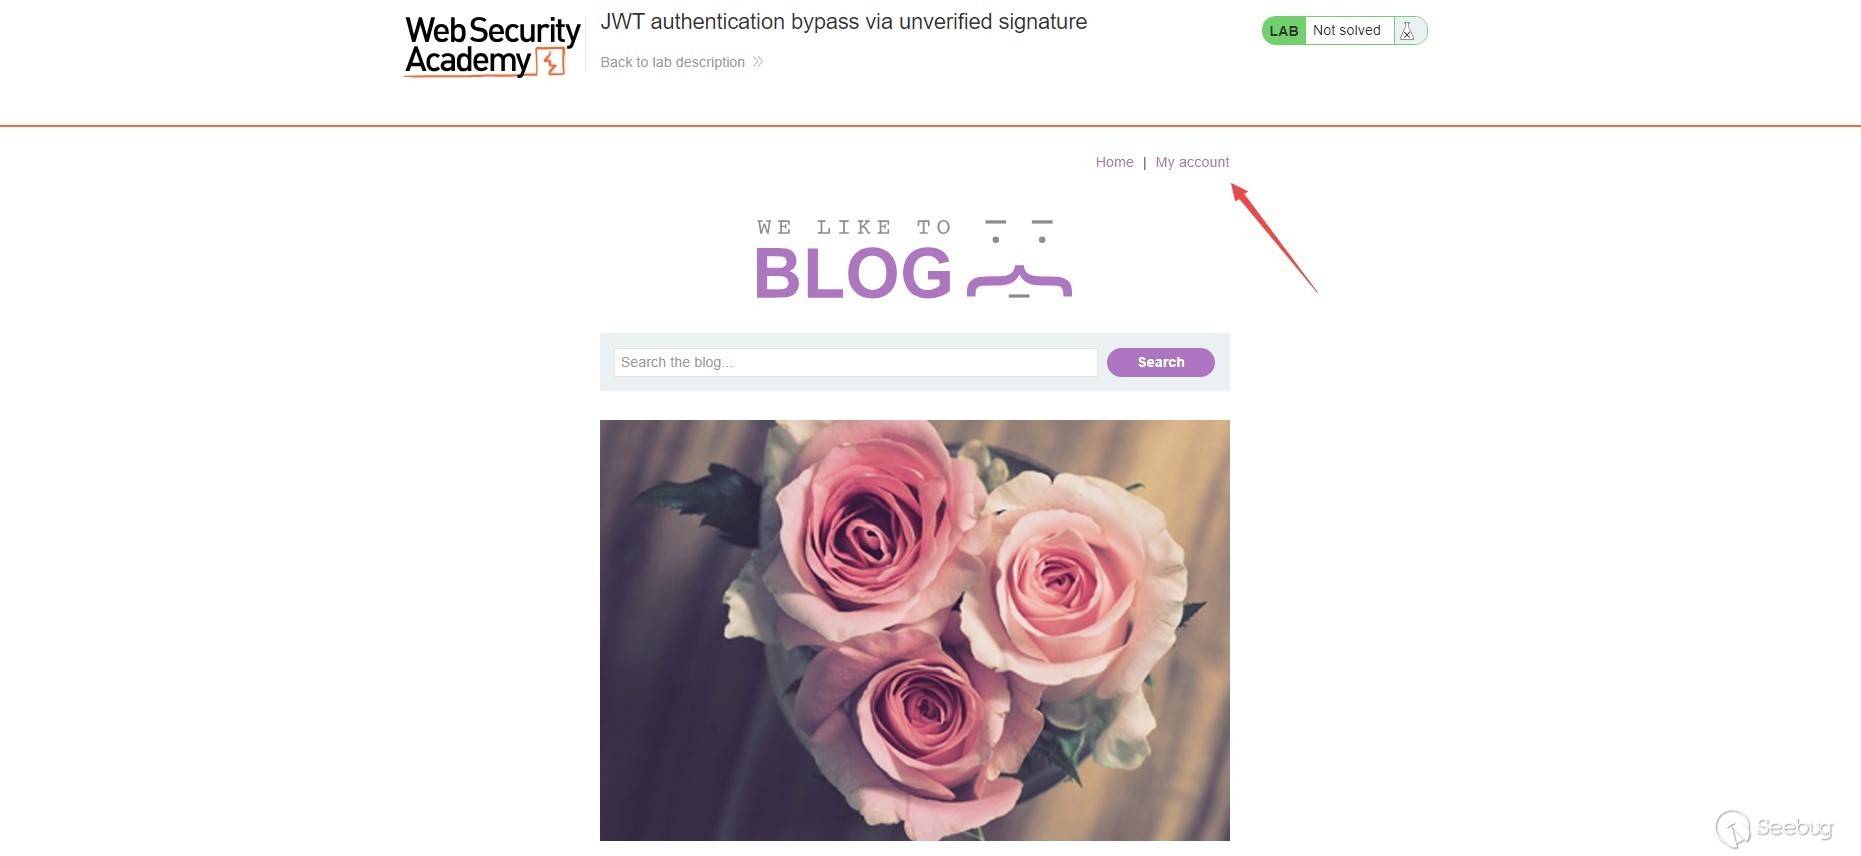 Web Security
Academy
JWT authentication bypass via unverified signature
Back to lab description
LAB Not solved
Home | My account
WE LIKE TO
BLOG
Search the blog...
Search
Seebug